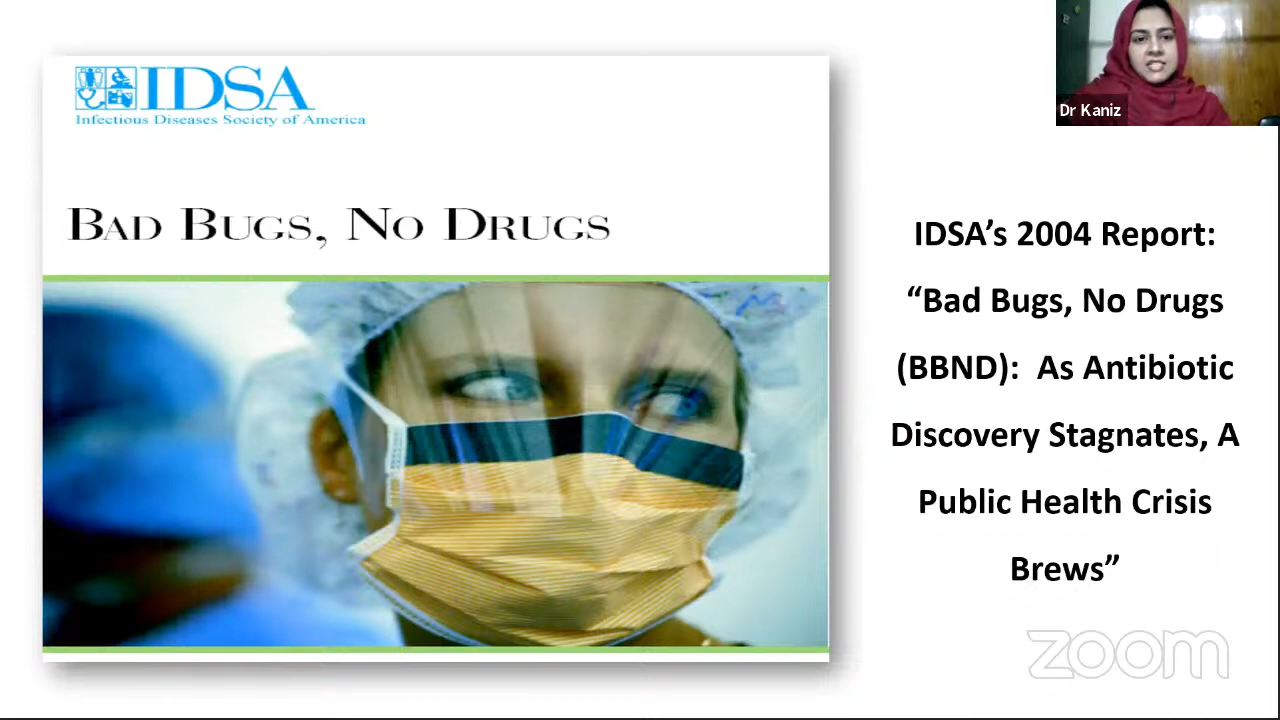 IDSA
Infectious Diseases Society of America
BAD BUGS, NO DRUGS
Dr Kaniz
IDSA’s 2004 Report:
“Bad Bugs, No Drugs
(BBND):  As Antibiotic
Discovery Stagnates, A
Public Health Crisis
Brews”
zoom